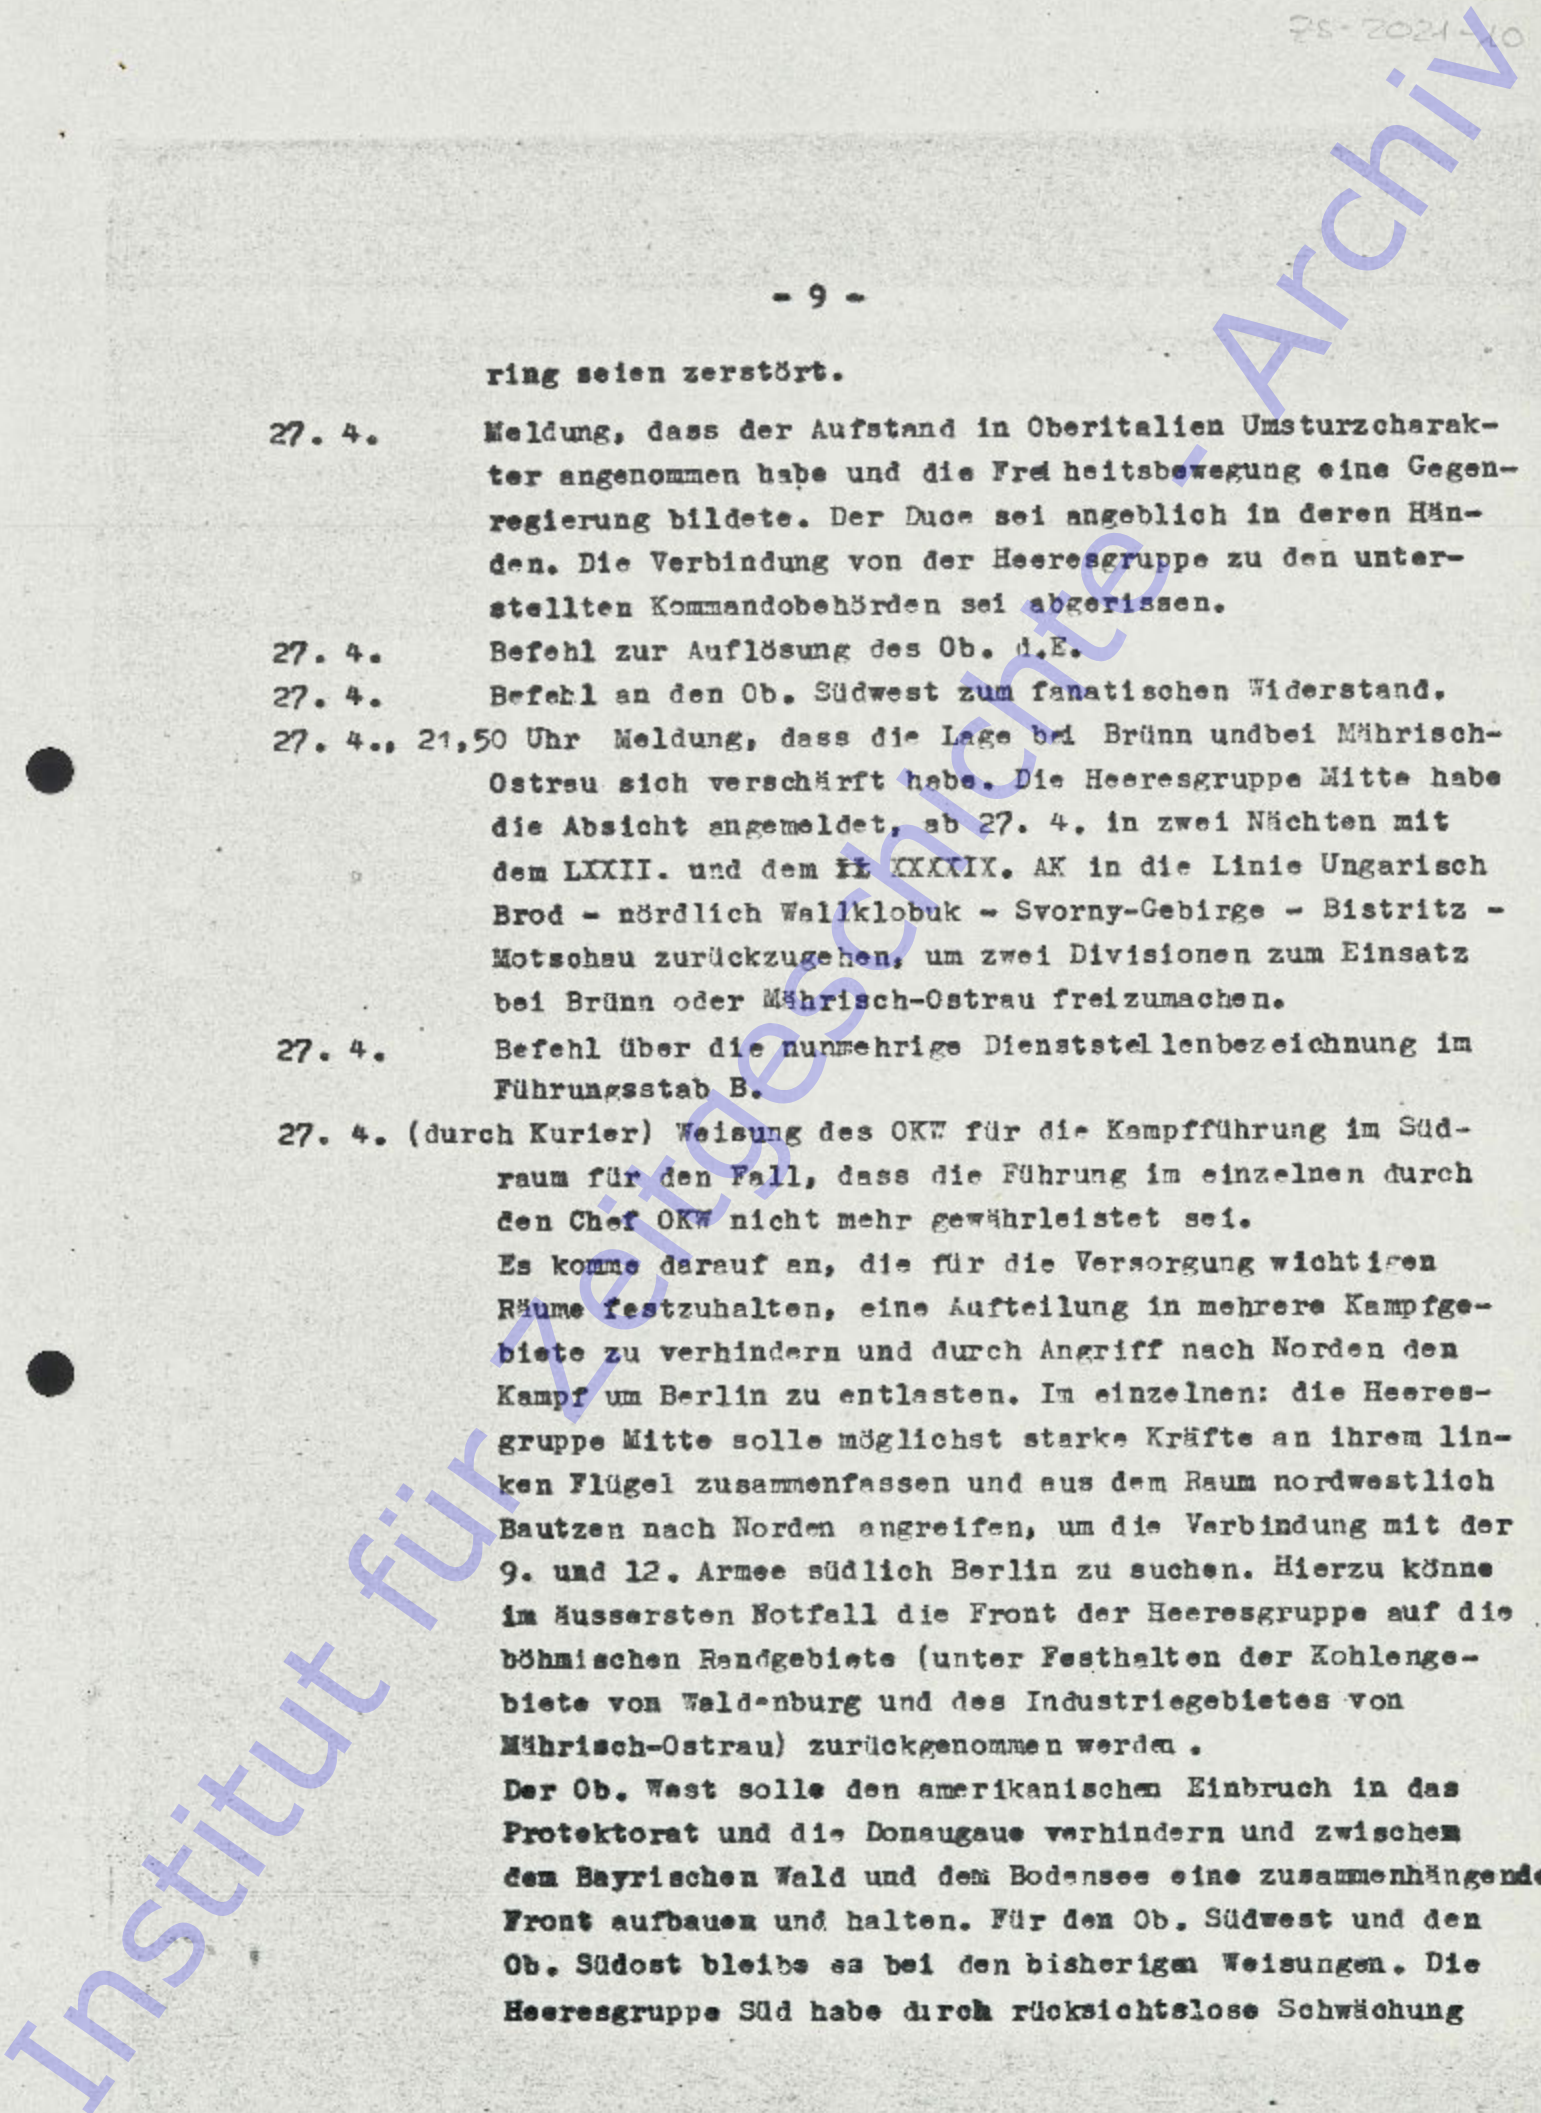 ZS-2021-10
- 9 -
ring seien zerstört.
27. 4. Meldung, dass der Aufstand in Oberitalien Umsturzcharak-
ter angenommen habe und die Freiheitsbewegung eine Gegen-
regierung bildete. Der Duce sei angeblich in deren Hän-
den. Die Verbindung von der Heeresgruppe zu den unter-
stellten Kommandobehörden sei abgerissen.
27. 4. Befehl zur Auflösung des Ob. d.E.
27. 4. Befehl an den Ob. Südwest zum fanatischen Widerstand.
27. 4., 21,50 Uhr Meldung, dass die Lage bei Brünn undbei Mährisch-
Ostrau sich verschärft habe. Die Heeresgruppe Mitte habe
die Absicht angemeldet, ab 27. 4. in zwei Nächten mit
dem LXXII. und dem XXXXIX. AK in die Linie Ungarisch
Brod - nördlich Wallklobuk - Svorny-Gebirge - Bistritz -
Motschau zurückzugehen, um zwei Divisionen zum Einsatz
bei Brünn oder Mährisch-Ostrau freizumachen.
27. 4. Befehl über die nunmehrige Dienststellenbezeichnung im
Führungsstab B.
27. 4. (durch Kurier) Weisung des OKW für die Kampfführung im Süd-
raum für den Fall, dass die Führung im einzelnen durch
den Chef OKW nicht mehr gewährleistet sei.
Es komme darauf an, die für die Versorgung wichtigen
Räume festzuhalten, eine Aufteilung in mehrere Kampfge-
biete zu verhindern und durch Angriff nach Norden den
Kampf um Berlin zu entlasten. Im einzelnen: die Heeres-
gruppe Mitte solle möglichst starke Kräfte an ihrem lin-
ken Flügel zusammenfassen und aus dem Raum nordwestlich
Bautzen nach Norden angreifen, um die Verbindung mit der
9. und 12. Armee südlich Berlin zu suchen. Hierzu könne
im äussersten Notfall die Front der Heeresgruppe auf die
böhmischen Randgebiete (unter Festhalten der Kohlenge-
biete von Waldenburg und des Industriegebietes von
Mährisch-Ostrau) zurückgenommen werden .
Der Ob. West solle den amerikanischen Einbruch in das
Protektorat und die Donaugaue verhindern und zwischen
dem Bayrischen Wald und dem Bodensee eine zusammenhängende
Front aufbauen und halten. Für den Ob. Südwest und den
Ob. Südost bleibe es bei den bisherigen Weisungen. Die
Heeresgruppe Süd habe durch rücksichtslose Schwächung
Institut für Zeitgeschichte - Archiv